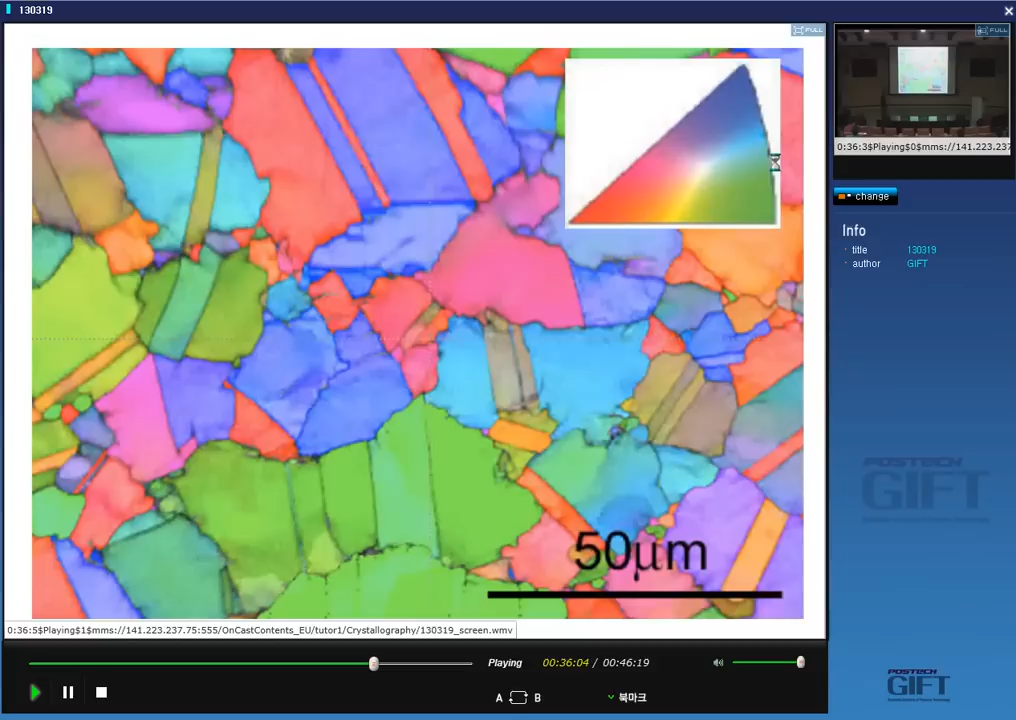 130319
FULL
FULL
0:36:3$Playing$0$mms://141.223.237
change
Info
title 130319
author GIFT
50μm
POSTECH
GIFT
0:36:5$Playing$1$mms://141.223.237.75:555/OnCastContents_EU/tutor1/Crystallography/130319_screen.wmv
Playing 00:36:04 / 00:46:19
A B 북마크
POSTECH
GIFT